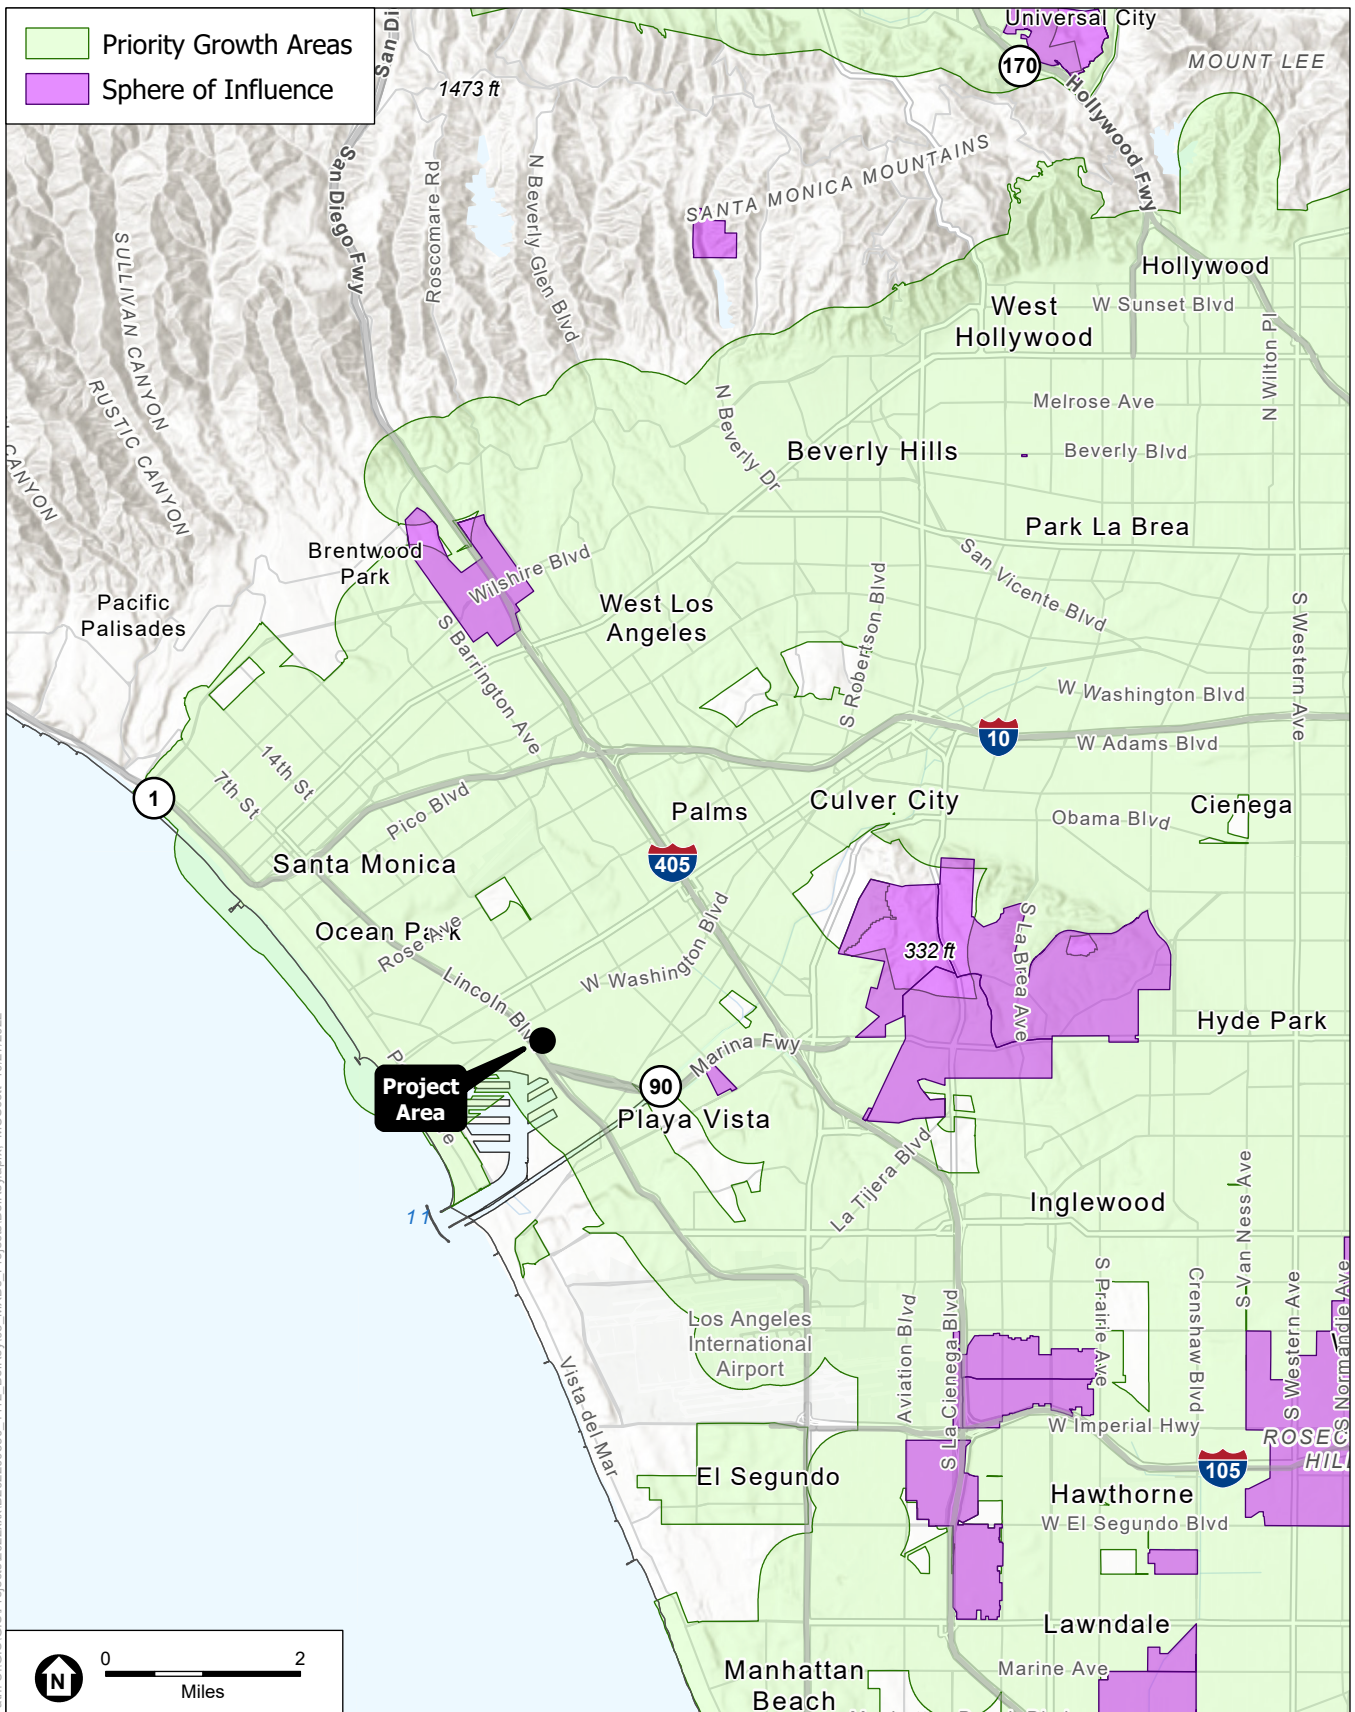 Priority Growth Areas
Sphere of Influence
San Di
1473 ft
Universal City
170
MOUNT LEE
Hollywood Fwy
San Diego Fwy
Roscomare Rd
N Beverly Glen Blvd
SANTA MONICA MOUNTAINS
SULLIVAN CANYON
RUSTIC CANYON
CANYON
Hollywood
West
Hollywood
W Sunset Blvd
N Wilton Pl
Melrose Ave
N Beverly Dr
Beverly Hills
Beverly Blvd
Park La Brea
Brentwood
Park
Wilshire Blvd
San Vicente Blvd
S Robertson Blvd
Pacific
Palisades
West Los
Angeles
S Western Ave
S Barrington Ave
W Washington Blvd
10
W Adams Blvd
14th St
7th St
1
Pico Blvd
Palms
Culver City
Cienega
Obama Blvd
Santa Monica
405
Ocean Park
Rose Ave
332 ft
S La Brea Ave
Lincoln Blv
W Washington Blvd
Hyde Park
Marina Fwy
Project
Area
P
e
90
Playa Vista
La Tijera Blvd
Inglewood
11
S Van Ness Ave
S Prairie Ave
Crenshaw Blvd
S Western Ave
S Normandie Ave
Los Angeles
International
Airport
Aviation Blvd
S La Cienega Blvd
Vista del Mar
W Imperial Hwy
ROSEC
HILL
105
El Segundo
Hawthorne
W El Segundo Blvd
Lawndale
Marine Ave
Manhattan
Beach
N
0 2
Miles